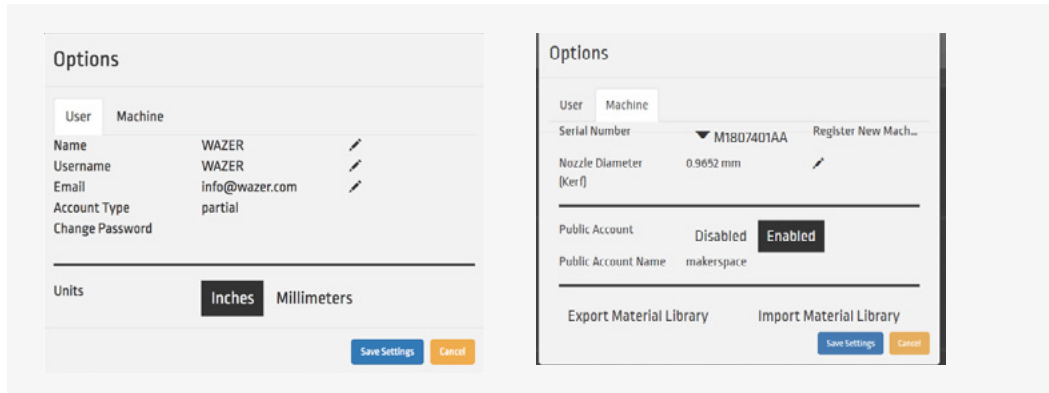 Options
User Machine
Name WAZER
Username WAZER
Email info@wazer.com
Account Type partial
Change Password
Units Inches Millimeters
Save Settings Cancel
Options
User Machine
Serial Number M1807401AA Register New Mach...
Nozzle Diameter 0.9652 mm
(Kerf)
Public Account Disabled Enabled
Public Account Name makerspace
Export Material Library Import Material Library
Save Settings Cancel